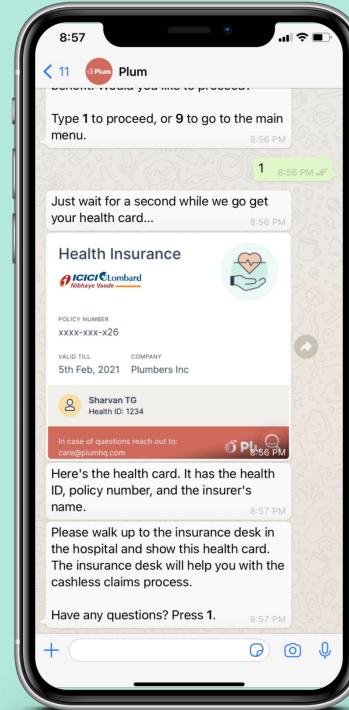 8:57
11
Plum
Plum
Type 1 to proceed, or 9 to go to the main
menu.
8:56 PM
1
8:56 PM
Just wait for a second while we go get
your health card...
8:56 PM
Health Insurance
ICICI Lombard
Nibhaye Vaade
POLICY NUMBER
xxxx-xxx-x26
VALID TILL
COMPANY
5th Feb, 2021
Plumbers Inc
Sharvan TG
Health ID: 1234
In case of questions reach out to:
care@plumhq.com
8:56 PM
Here's the health card. It has the health
ID, policy number, and the insurer's
name.
8:57 PM
Please walk up to the insurance desk in
the hospital and show this health card.
The insurance desk will help you with the
cashless claims process.
Have any questions? Press 1.
8:57 PM